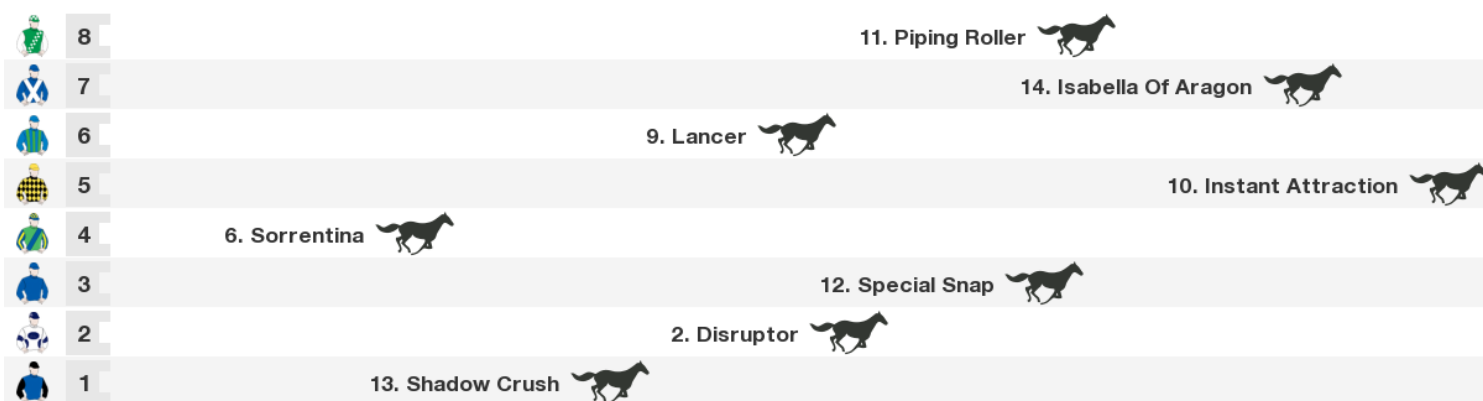 8 11. Piping Roller
7 14. Isabella Of Aragon
6 9. Lancer
5 10. Instant Attraction
4 6. Sorrentina
3 12. Special Snap
2 2. Disruptor
1 13. Shadow Crush